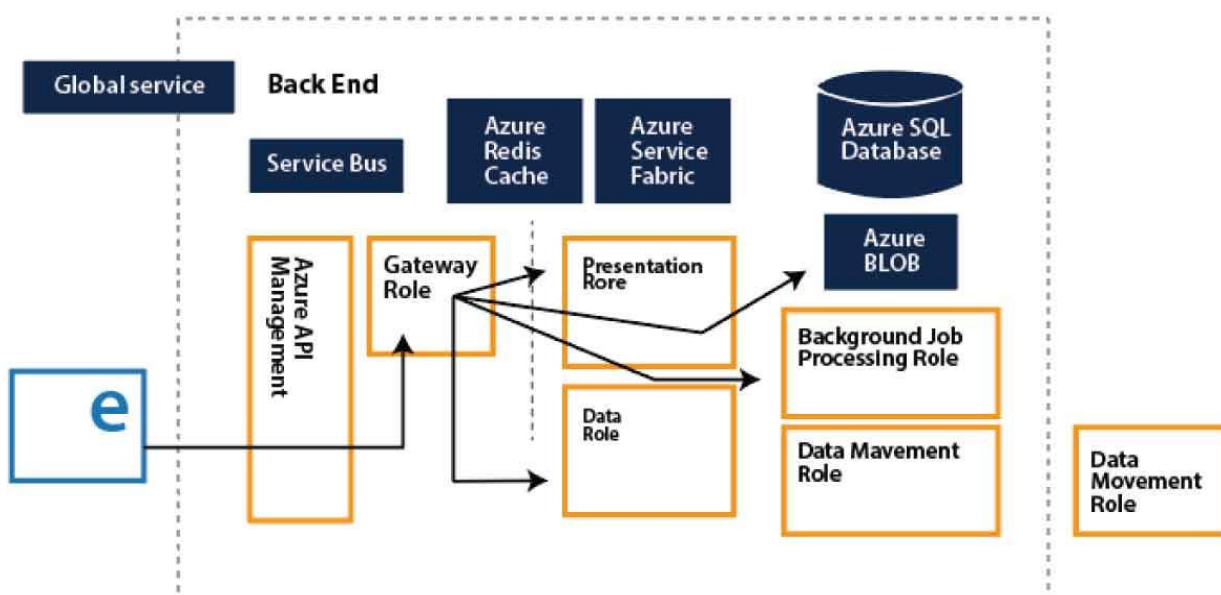 Global service
Back End
Service Bus
Azure
Redis
Cache
Azure
Service
Fabric
Azure SQL
Database
Azure
BLOB
Azure API
Management
Gateway
Role
Presentation
Rore
Background Job
Processing Role
e
Data
Role
Data Mavement
Role
Data
Movement
Role